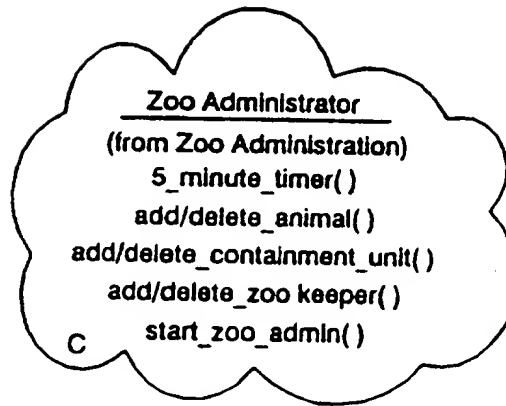 Zoo Administrator
(from Zoo Administration)
5_minute_timer( )
add/delete_animal( )
add/delete_containment_unit( )
add/delete_zoo keeper( )
start_zoo_admin( )
C